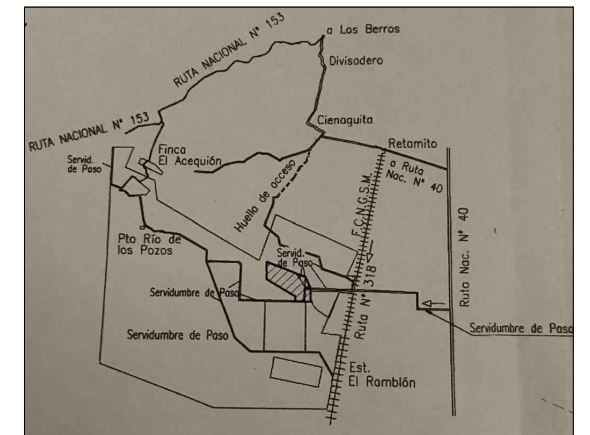 RUTA NACIONAL N° 153
a Los Berros
Divisadero
RUTA NACIONAL N° 153
Cienaguita
Finca
El Acequión
Retamito
a Ruta
Nac. N° 40
Servid.
de Paso
Huella de acceso
F.C.N.G.S.M.
Ruta Nac. N° 40
Pto Río de
los Pozos
Servid.
de Paso
Ruta N° 318
Servidumbre de Paso
Servidumbre de Paso
Servidumbre de Paso
Est.
El Ramblón